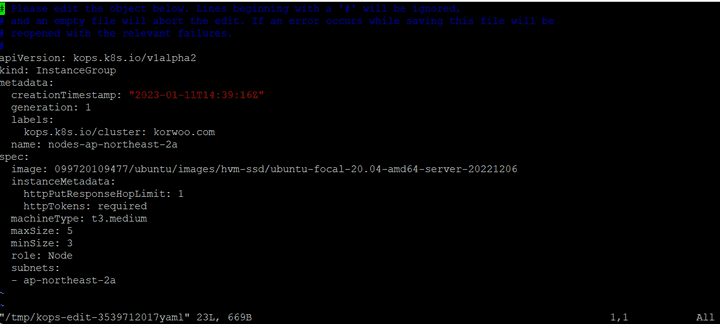 # Please edit the object below. Lines beginning with a '#' will be ignored,
# and an empty file will abort the edit. If an error occurs while saving this file will be
# reopened with the relevant failures.
#
apiVersion: kops.k8s.io/v1alpha2
kind: InstanceGroup
metadata:
  creationTimestamp: "2023-01-11T14:39:16Z"
  generation: 1
  labels:
    kops.k8s.io/cluster: korwoo.com
  name: nodes-ap-northeast-2a
spec:
  image: 099720109477/ubuntu/images/hvm-ssd/ubuntu-focal-20.04-amd64-server-20221206
  instanceMetadata:
    httpPutResponseHopLimit: 1
    httpTokens: required
  machineType: t3.medium
  maxSize: 5
  minSize: 3
  role: Node
  subnets:
  - ap-northeast-2a
~
~
"/tmp/kops-edit-3539712017yaml" 23L, 669B 1,1 All